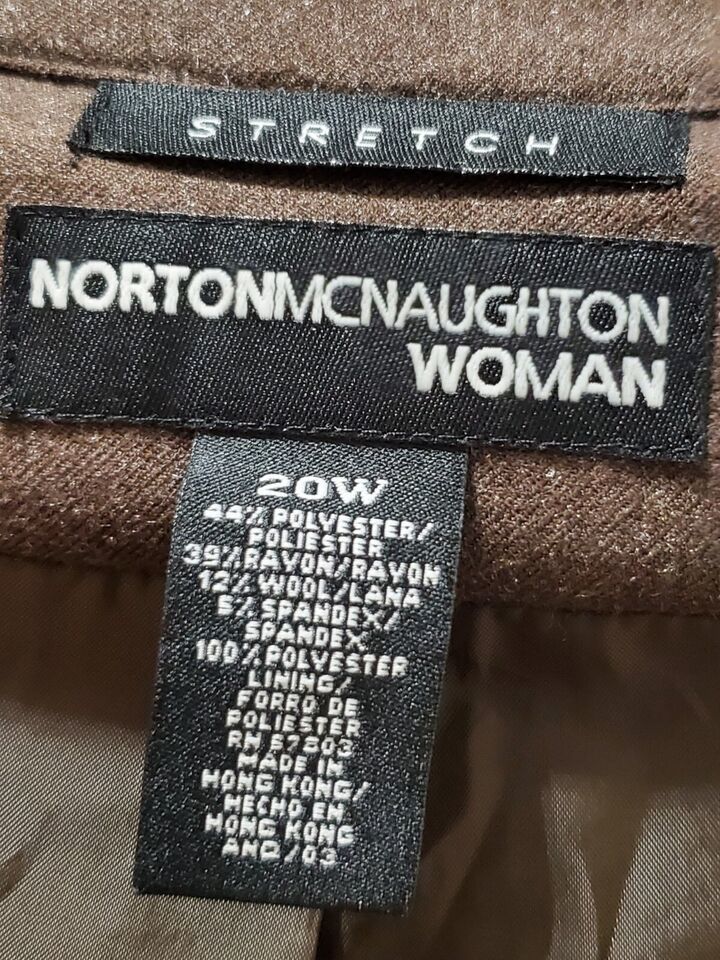 STRETCH
NORTONMCNAUGHTON
WOMAN
20W
44% POLYESTER/
POLIESTER
39% RAYON/RAYON
12% WOOL/LANA
5% SPANDEX/
SPANDEX
100% POLYESTER
LINING/
FORRO DE
POLIESTER
RN 57803
MADE IN
HONG KONG/
HECHO EN
HONG KONG
AND/03